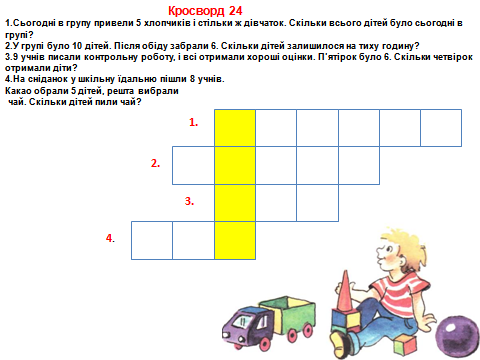 Кросворд 24
1.Сьогодні в групу привели 5 хлопчиків і стільки ж дівчаток. Скільки всього дітей було сьогодні в
групі?
2.У групі було 10 дітей. Після обіду забрали 6. Скільки дітей залишилося на тиху годину?
3.9 учнів писали контрольну роботу, і всі отримали хороші оцінки. П'ятірок було 6. Скільки четвірок
отримали діти?
4.На сніданок у шкільну їдальню пішли 8 учнів.
Какао обрали 5 дітей, решта вибрали
чай. Скільки дітей пили чай?
1.
2.
3.
4.